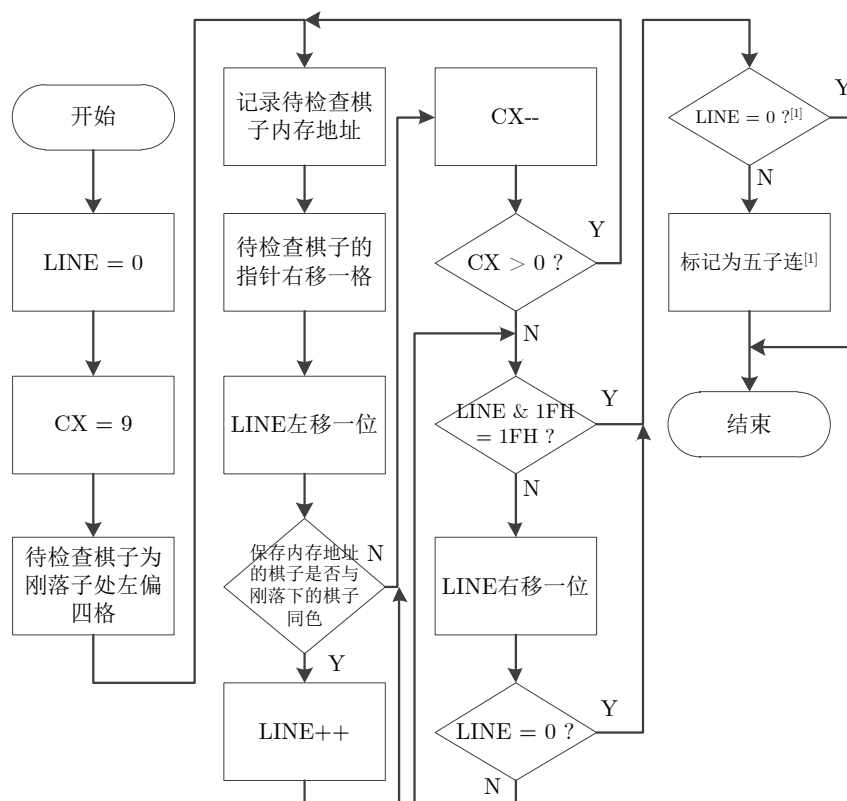 开始
LINE = 0
CX = 9
待检查棋子为
刚落子处左偏
四格
记录待检查棋
子内存地址
待检查棋子的
指针右移一格
LINE左移一位
保存内存地址
的棋子是否与
刚落下的棋子
同色
N
Y
LINE++
CX--
CX > 0 ?
Y
N
LINE & 1FH
= 1FH ?
Y
N
LINE右移一位
LINE = 0 ?
Y
N
LINE = 0 ?[1]
Y
N
标记为五子连[1]
结束